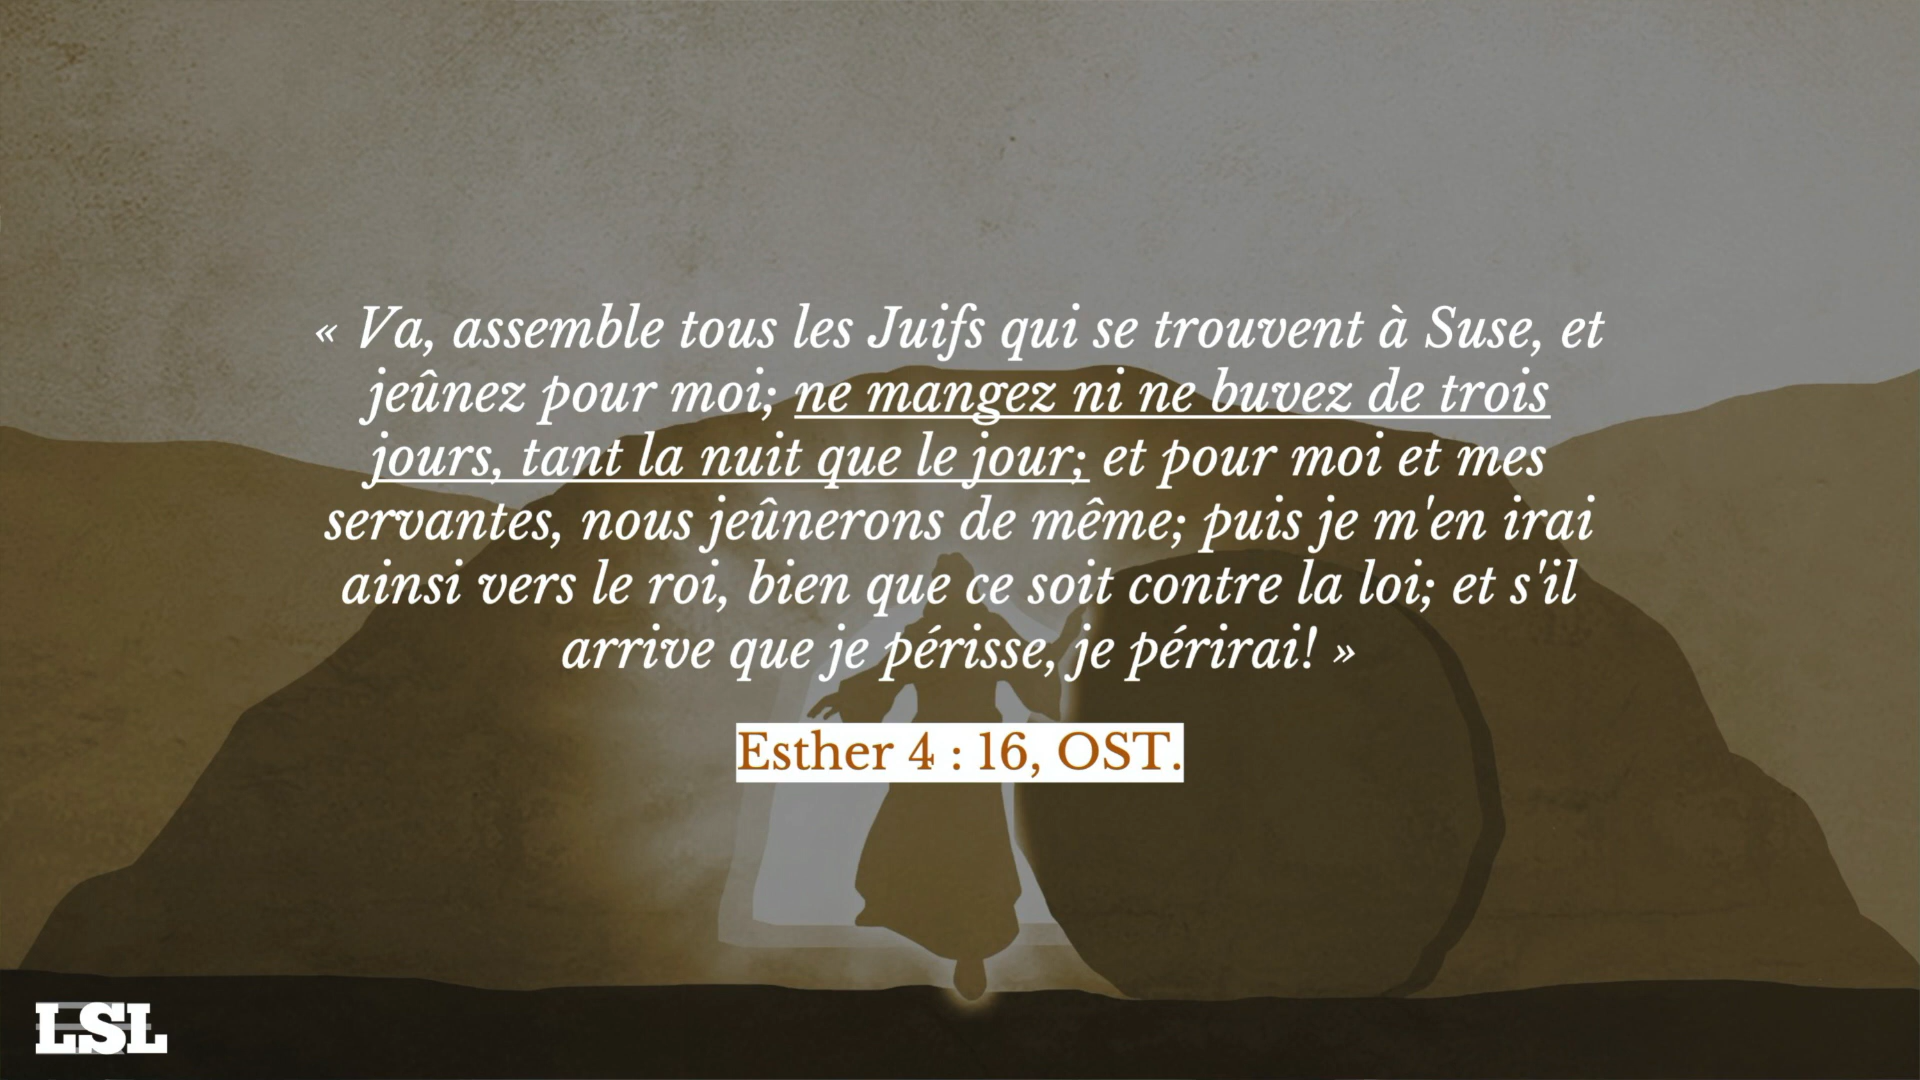 « Va, assemble tous les Juifs qui se trouvent à Suse, et
jeûnez pour moi; ne mangez ni ne buvez de trois
jours, tant la nuit que le jour; et pour moi et mes
servantes, nous jeûnerons de même; puis je m'en irai
ainsi vers le roi, bien que ce soit contre la loi; et s'il
arrive que je périsse, je périrai! »
Esther 4 : 16, OST.
LSL